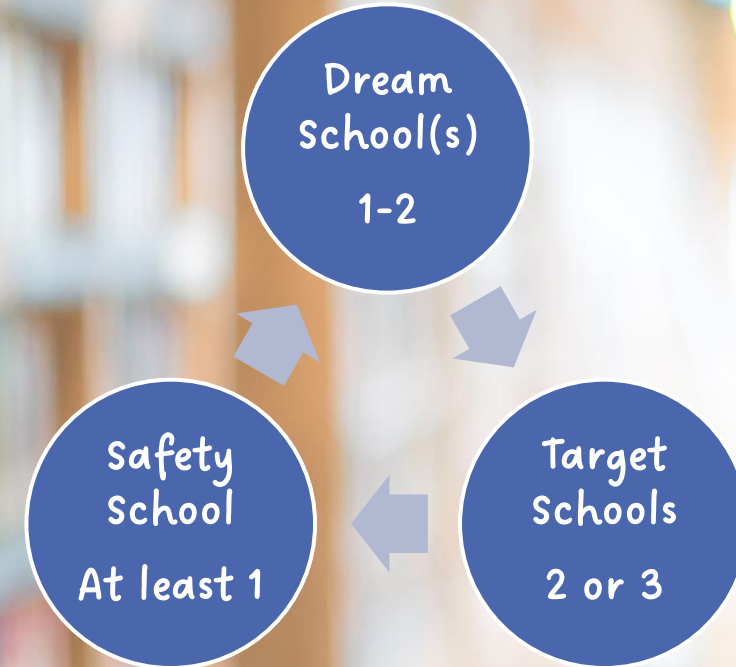 Dream
School(s)
1-2
Safety
School
At least 1
Target
Schools
2 or 3